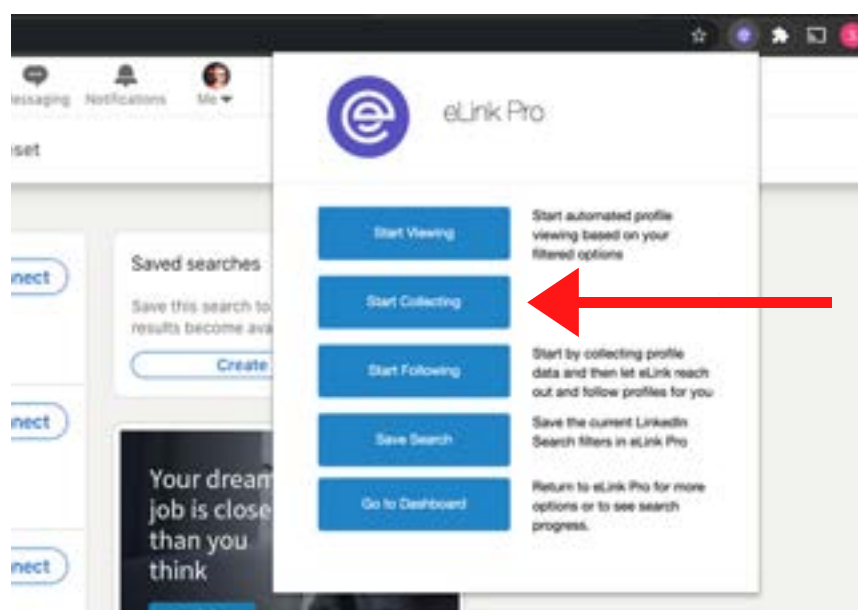 eLink Pro
essaging
Notifications
Me
set
Start Viewing
Start automated profile
viewing based on your
filtered options
nect
Saved searches
Save this search to
results become ava
Create
Start Collecting
Start Following
Start by collecting profile
data and then let eLink reach
out and follow profiles for you
nect
Save Search
Save the current LinkedIn
Search filters in eLink Pro
Your dream
job is close
than you
think
Go to Dashboard
Return to eLink Pro for more
options or to see search
progress.
nect